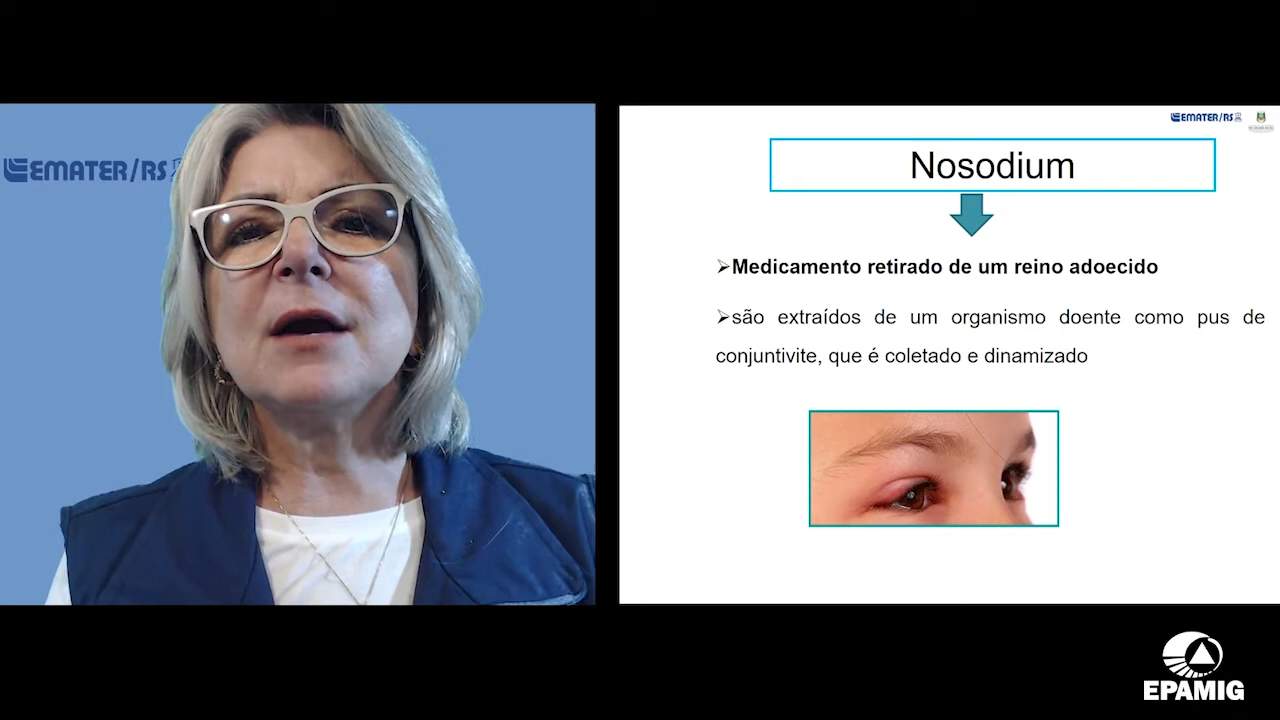 EMATER/RS
EMATER/RS
Nosodium
➢Medicamento retirado de um reino adoecido
➢são extraídos de um organismo doente como pus de
conjuntivite, que é coletado e dinamizado
EPAMIG